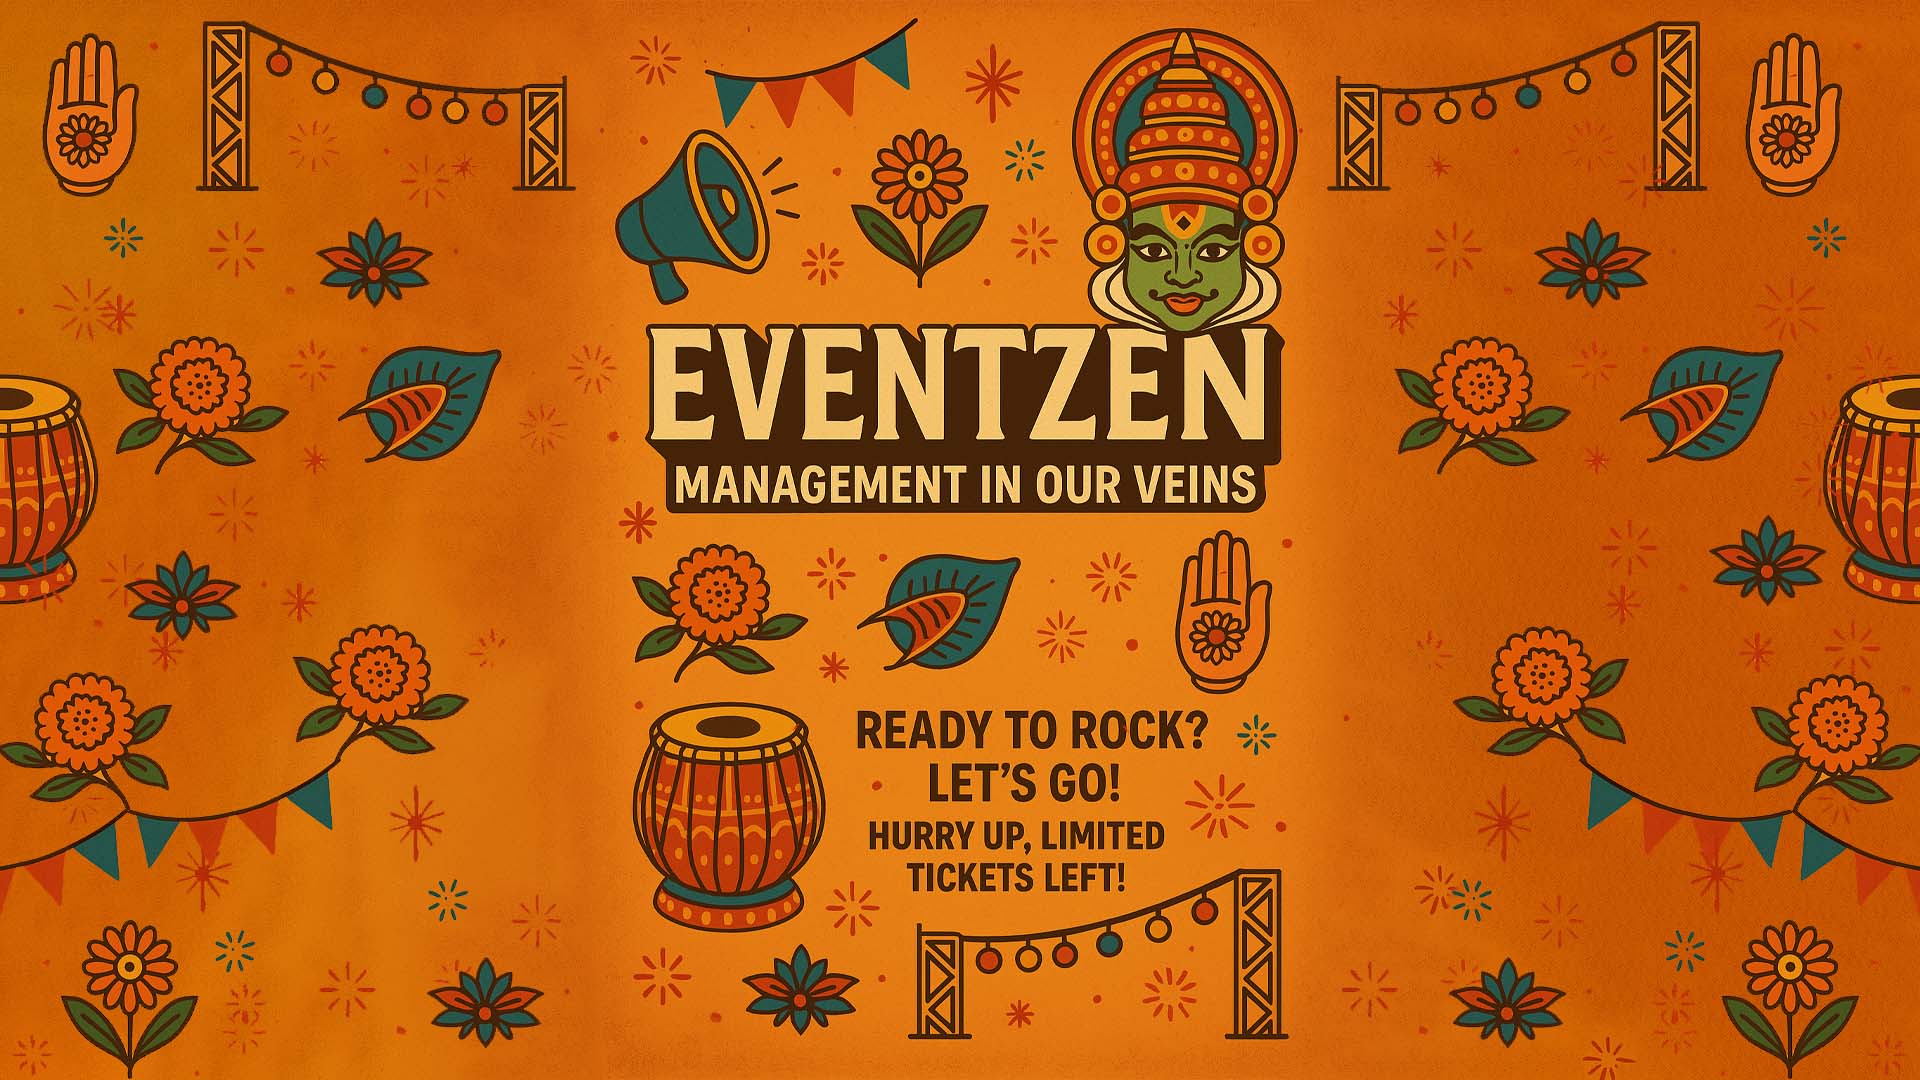 EVENTZEN
MANAGEMENT IN OUR VEINS
READY TO ROCK?
LET'S GO!
HURRY UP, LIMITED
TICKETS LEFT!